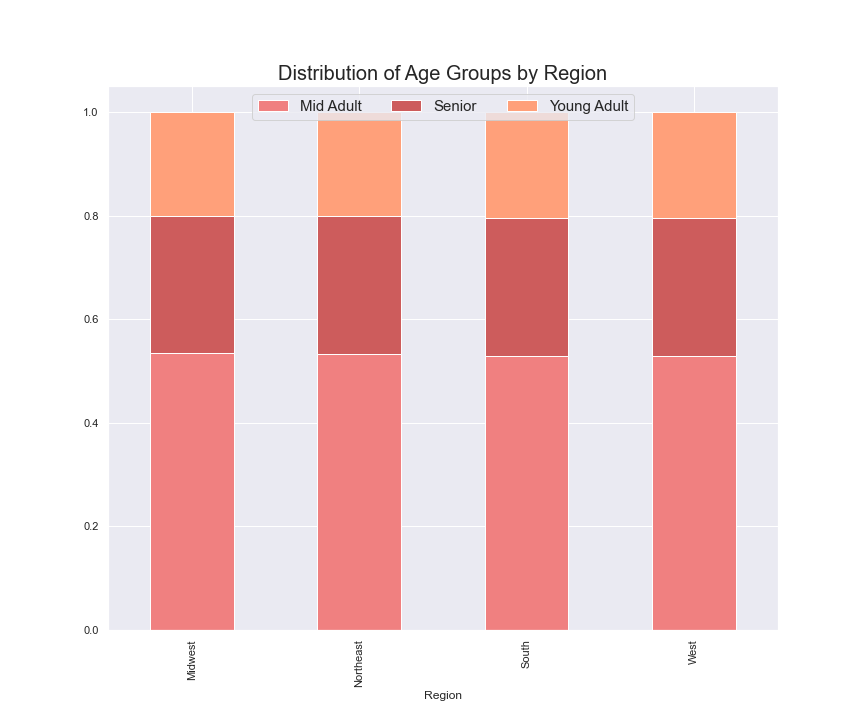 Distribution of Age Groups by Region
Mid Adult Senior Young Adult
1.0
0.8
0.6
0.4
0.2
0.0
Midwest Northeast South West
Region